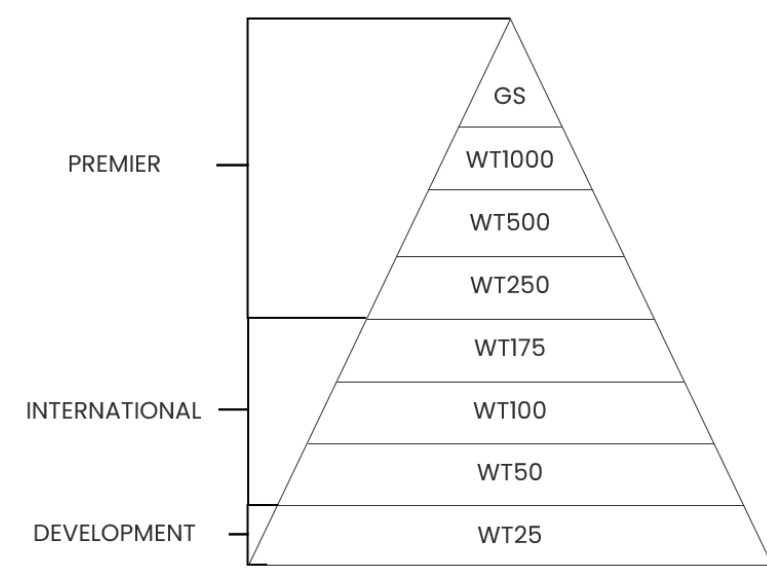 GS
WT1000
PREMIER
WT500
WT250
WT175
INTERNATIONAL
WT100
WT50
DEVELOPMENT
WT25